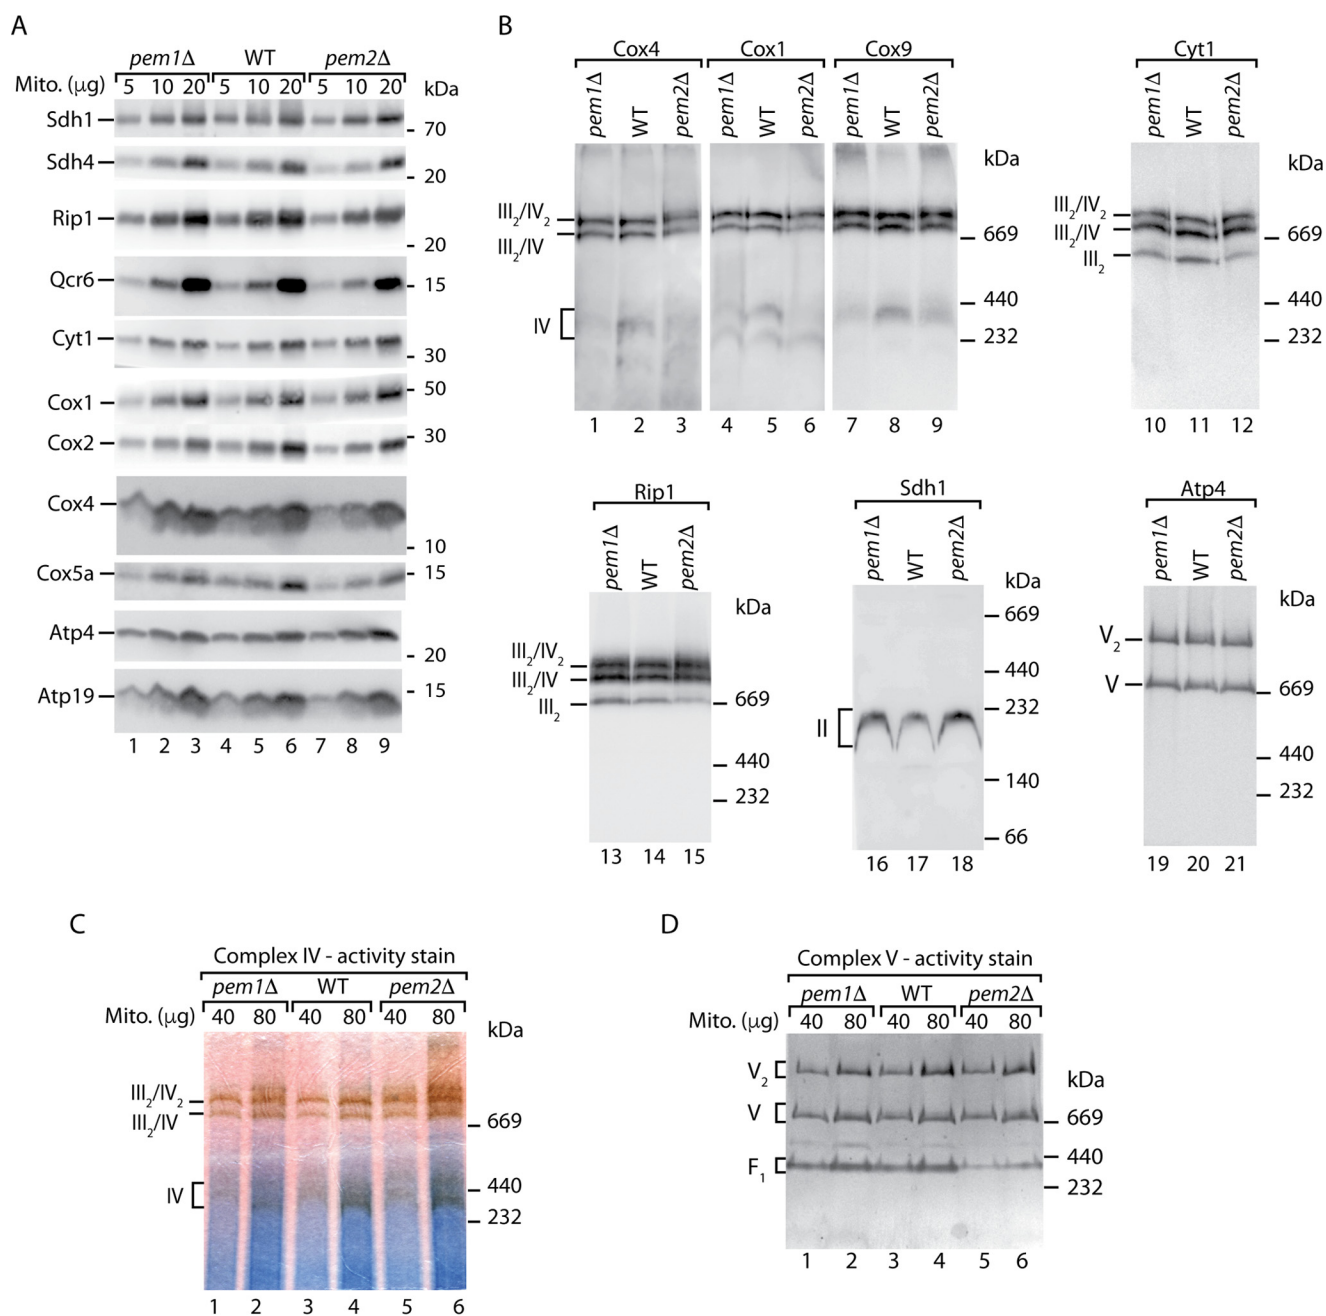 A
pem1Δ WT pem2Δ
Mito. (μg) 5 10 20 5 10 20 5 10 20 kDa
Sdh1
70
Sdh4
20
Rip1
20
Qcr6 15
Cyt1
30
50
Cox1
30
Cox2
Cox4
10
Cox5a 15
Atp4
20
15
Atp19
1 2 3 4 5 6 7 8 9
B
Cox4 Cox1 Cox9
pem1Δ WT pem2Δ pem1Δ WT pem2Δ pem1Δ WT pem2Δ
kDa
III2/IV2
III2/IV
669
440
IV
232
1 2 3 4 5 6 7 8 9
Cyt1
pem1Δ WT pem2Δ
kDa
III2/IV2
III2/IV
669
III2
440
232
10 11 12
Rip1
pem1Δ WT pem2Δ
kDa
III2/IV2
III2/IV
III2
669
440
232
13 14 15
Sdh1
pem1Δ WT pem2Δ
kDa
669
440
232
II
140
66
16 17 18
Atp4
pem1Δ WT pem2Δ
kDa
V2
V
669
440
232
19 20 21
C
Complex IV - activity stain
pem1Δ WT pem2Δ
Mito. (μg) 40 80 40 80 40 80
kDa
III2/IV2
III2/IV
669
IV
440
232
1 2 3 4 5 6
D
Complex V - activity stain
pem1Δ WT pem2Δ
Mito. (μg) 40 80 40 80 40 80
V2
kDa
V
669
440
F1
232
1 2 3 4 5 6